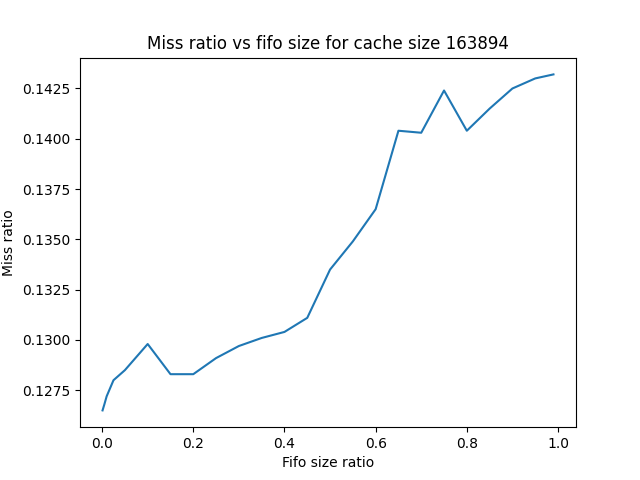 Miss ratio vs fifo size for cache size 163894
0.1425
0.1400
0.1375
0.1350
0.1325
0.1300
0.1275
Miss ratio
0.0 0.2 0.4 0.6 0.8 1.0
Fifo size ratio